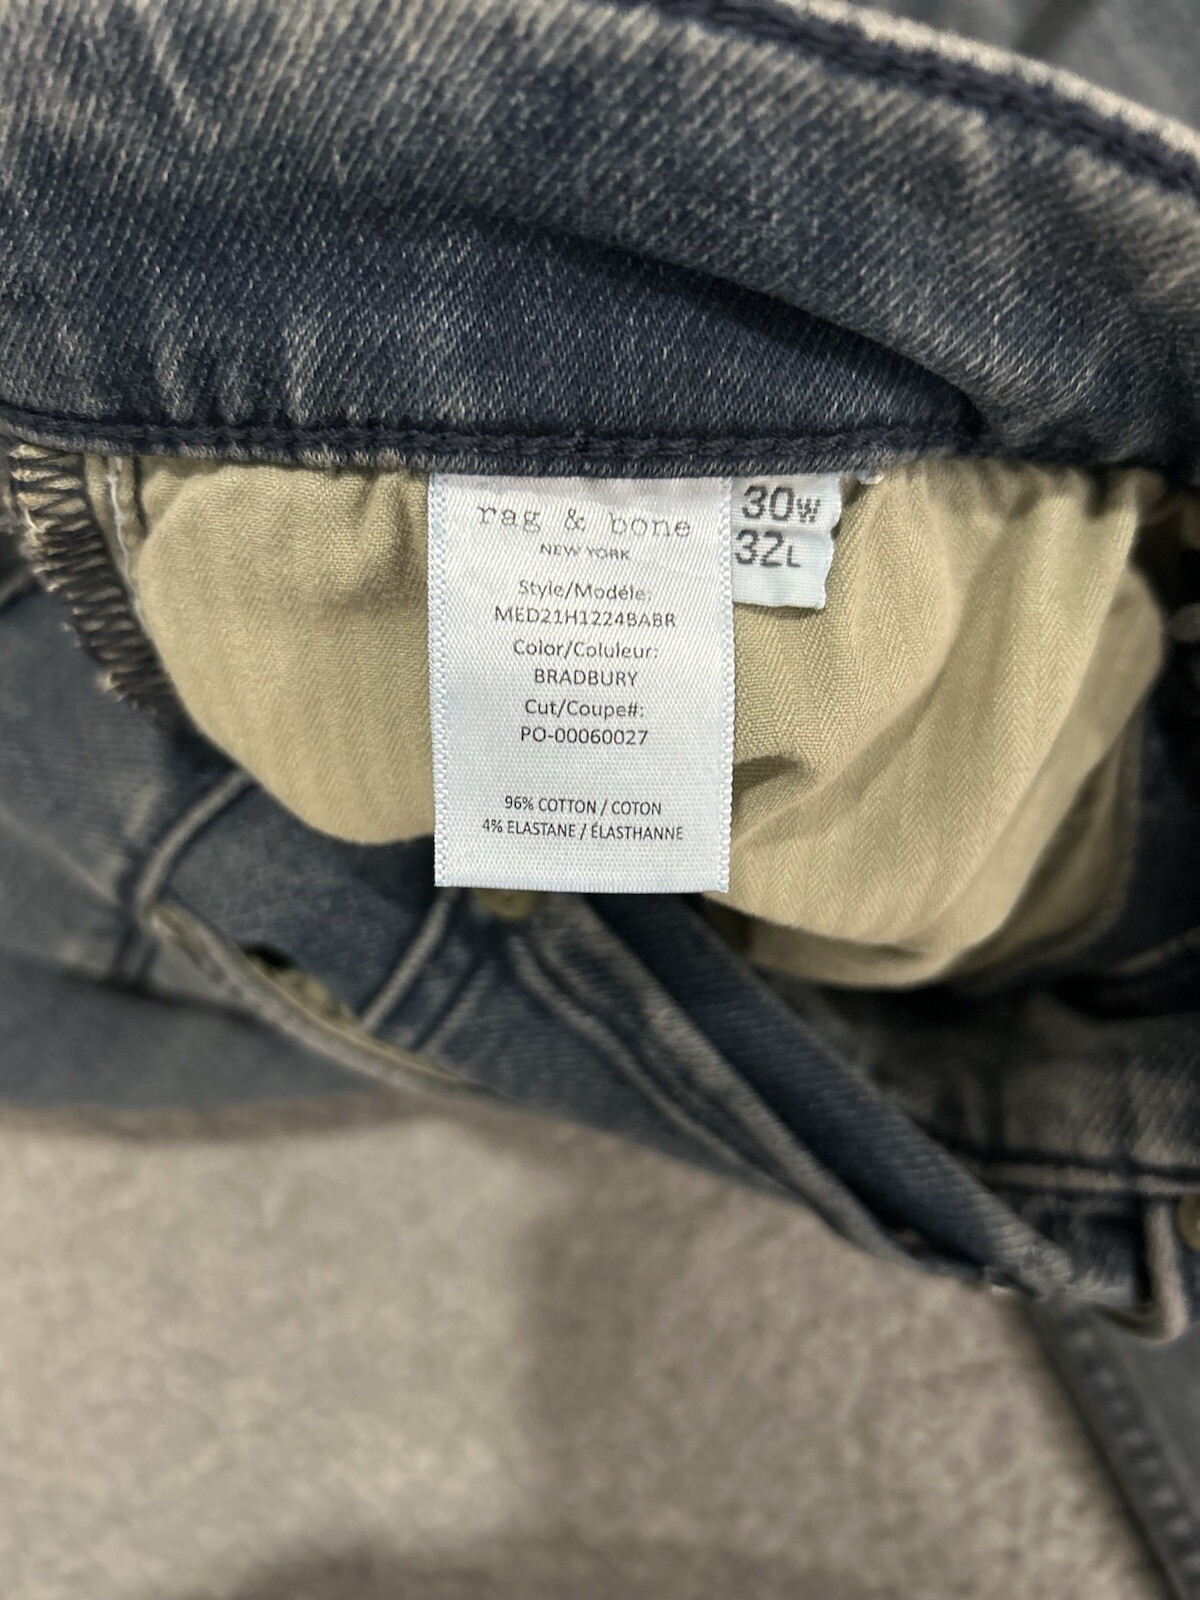 rag & bone
NEW YORK
Style/Modéle:
MED21H1224BABR
Color/Coluleur:
BRADBURY
Cut/Coupe#:
PO-00060027
96% COTTON / COTON
4% ELASTANE / ÉLASTHANNE
30W
32L